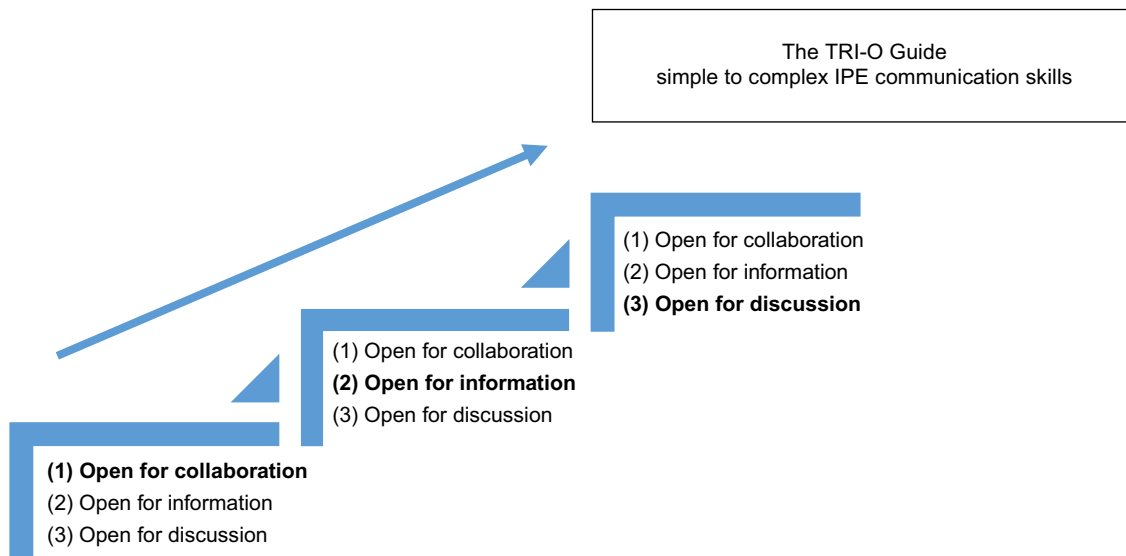 The TRI-O Guide
simple to complex IPE communication skills
(1) Open for collaboration
(2) Open for information
(3) Open for discussion
(1) Open for collaboration
(2) Open for information
(3) Open for discussion
(1) Open for collaboration
(2) Open for information
(3) Open for discussion